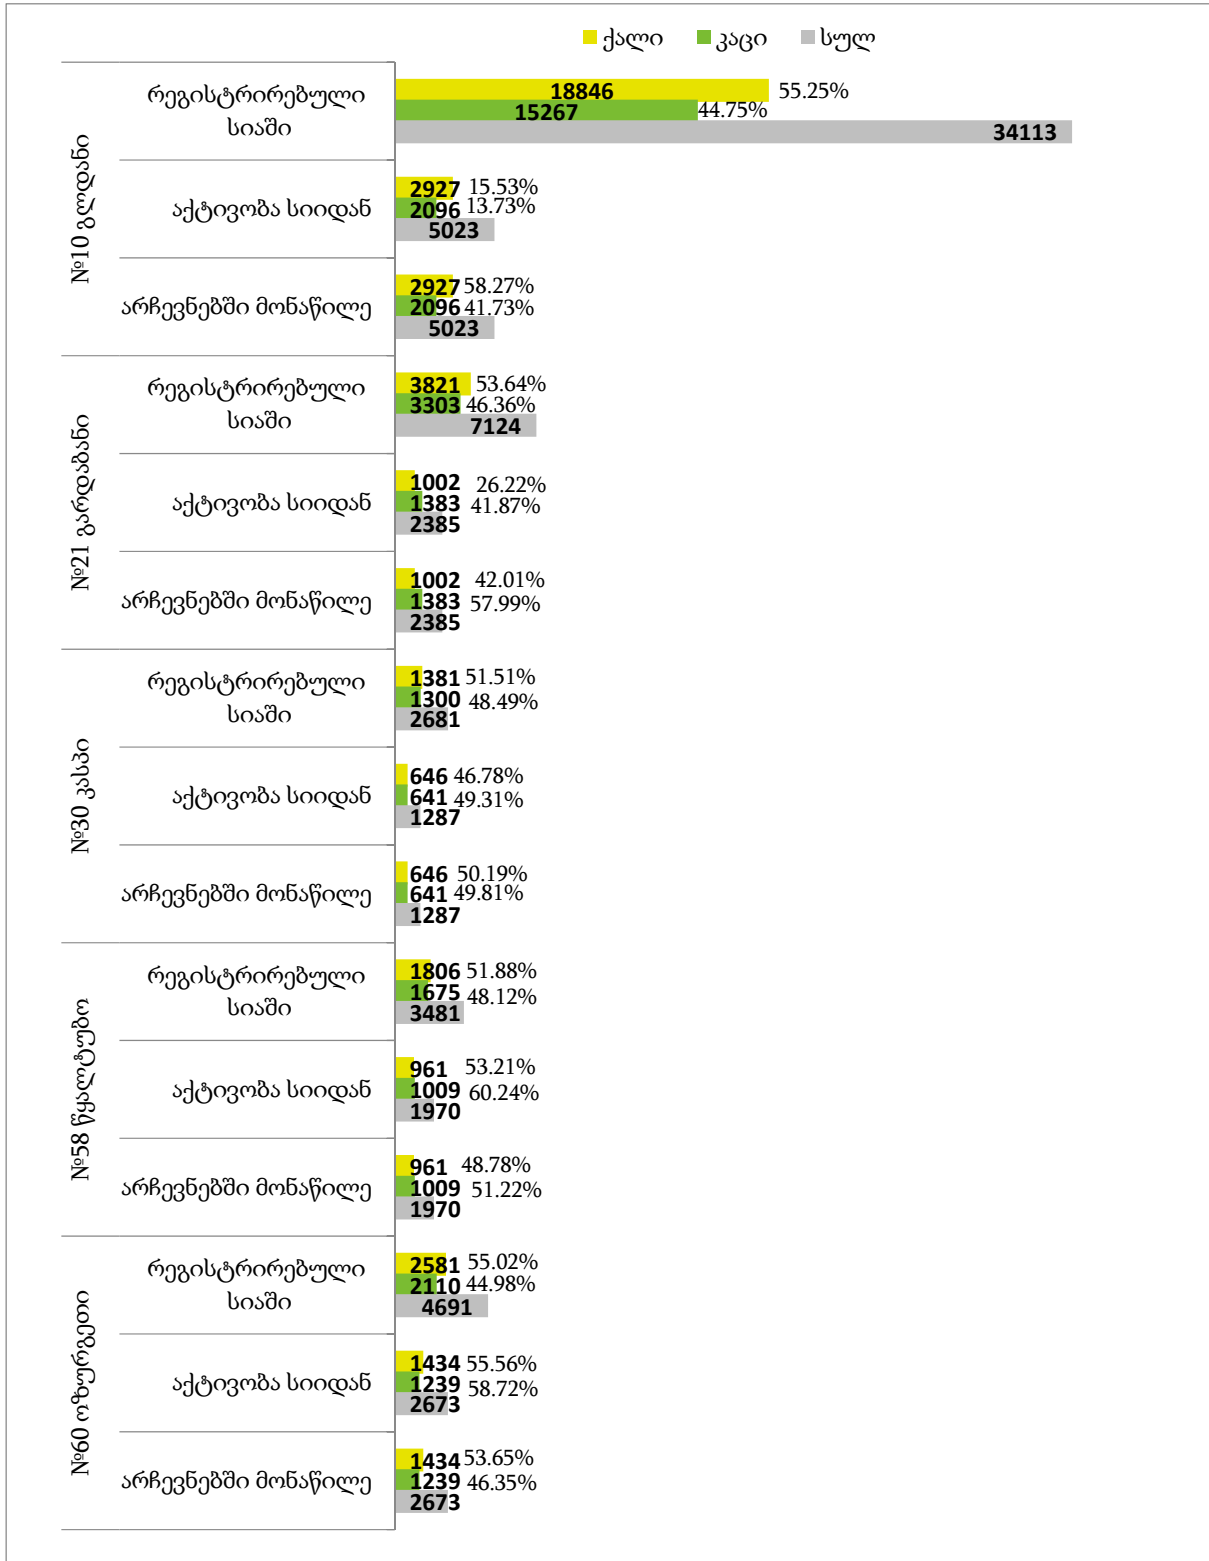 ქალი კაცი სულ
№10 გლდანი
რეგისტრირებული
სიაში
18846 55.25%
15267 44.75%
34113
აქტივობა სიიდან
2927 15.53%
2096 13.73%
5023
არჩევნებში მონაწილე
2927 58.27%
2096 41.73%
5023
№21 გარდაბანი
რეგისტრირებული
სიაში
3821 53.64%
3303 46.36%
7124
აქტივობა სიიდან
1002 26.22%
1383 41.87%
2385
არჩევნებში მონაწილე
1002 42.01%
1383 57.99%
2385
№30 კასპი
რეგისტრირებული
სიაში
1381 51.51%
1300 48.49%
2681
აქტივობა სიიდან
646 46.78%
641 49.31%
1287
არჩევნებში მონაწილე
646 50.19%
641 49.81%
1287
№58 წყალტუბო
რეგისტრირებული
სიაში
1806 51.88%
1675 48.12%
3481
აქტივობა სიიდან
961 53.21%
1009 60.24%
1970
არჩევნებში მონაწილე
961 48.78%
1009 51.22%
1970
№60 ოზურგეთი
რეგისტრირებული
სიაში
2581 55.02%
2110 44.98%
4691
აქტივობა სიიდან
1434 55.56%
1239 58.72%
2673
არჩევნებში მონაწილე
1434 53.65%
1239 46.35%
2673